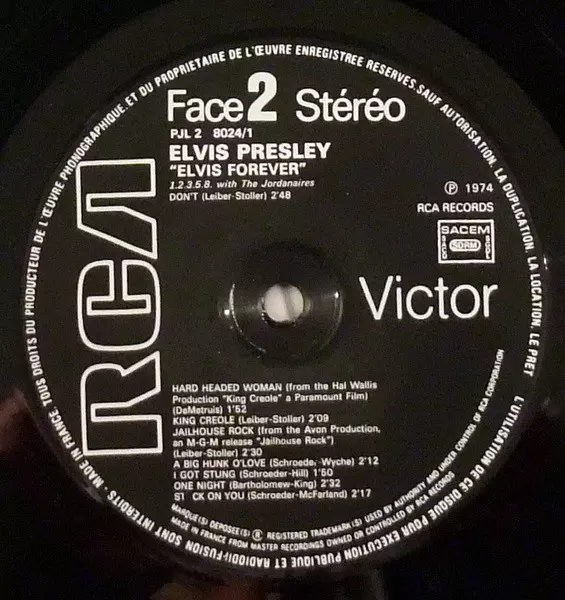 Face 2 Stéréo
PJL 2 8024/1
ELVIS PRESLEY
"ELVIS FOREVER"
1.2.3.5.8. with The Jordanaires
DON'T (Leiber-Stoller) 2'48
℗ 1974
RCA RECORDS
SACEM
SDRM
RCA
Victor
HARD HEADED WOMAN (from the Hal Wallis
Production "King Creole" a Paramount Film)
(DeMetruis) 1'52
KING CREOLE (Leiber-Stoller) 2'09
JAILHOUSE ROCK (from the Avon Production,
an M-G-M release "Jailhouse Rock")
(Leiber-Stoller) 2'30
A BIG HUNK O'LOVE (Schroede, Wyche) 2'12
I GOT STUNG (Schroeder-Hill) 1'50
ONE NIGHT (Bartholomew-King) 2'32
ST CK ON YOU (Schroeder-McFarland) 2'17
MARQUE(S) DEPOSEE(S) ® REGISTERED TRADEMARK(S) USED BY AUTHORITY AND UNDER CONTROL OF RCA CORPORATION
MADE IN FRANCE FROM MASTER RECORDINGS OWNED OR CONTROLLED BY RCA RECORDS
MADE IN FRANCE. TOUS DROITS DU PRODUCTEUR DE L'ŒUVRE PHONOGRAPHIQUE ET DU PROPRIETAIRE DE L'ŒUVRE ENREGISTREE RESERVES. SAUF AUTORISATION, LA DUPLICATION, LA LOCATION, LE PRET, L'UTILISATION DE CE DISQUE POUR EXECUTION PUBLIQUE ET RADIODIFFUSION SONT INTERDITS.